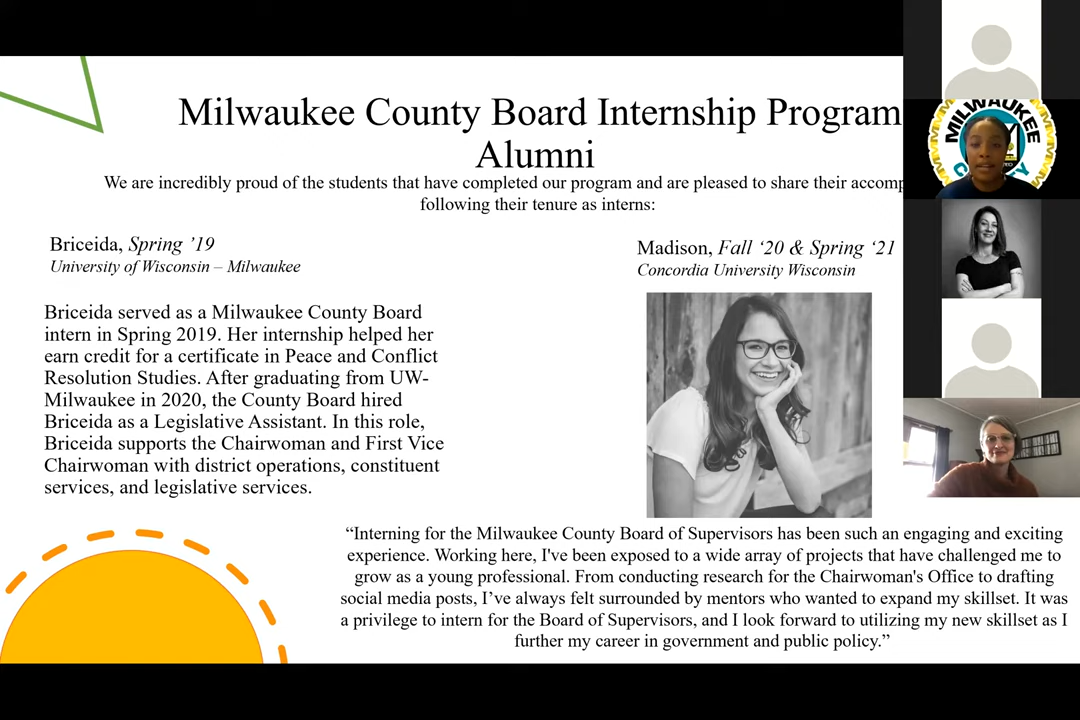 Milwaukee County Board Internship Program
Alumni
We are incredibly proud of the students that have completed our program and are pleased to share their
following their tenure as interns:
Briceida, Spring ’19
University of Wisconsin – Milwaukee
Madison, Fall ‘20 & Spring ‘21
Concordia University Wisconsin
Briceida served as a Milwaukee County Board
intern in Spring 2019. Her internship helped her
earn credit for a certificate in Peace and Conflict
Resolution Studies. After graduating from UW-
Milwaukee in 2020, the County Board hired
Briceida as a Legislative Assistant. In this role,
Briceida supports the Chairwoman and First Vice
Chairwoman with district operations, constituent
services, and legislative services.
“Interning for the Milwaukee County Board of Supervisors has been such an engaging and exciting
experience. Working here, I've been exposed to a wide array of projects that have challenged me to
grow as a young professional. From conducting research for the Chairwoman's Office to drafting
social media posts, I’ve always felt surrounded by mentors who wanted to expand my skillset. It was
a privilege to intern for the Board of Supervisors, and I look forward to utilizing my new skillset as I
further my career in government and public policy.”
MILWAUKEE